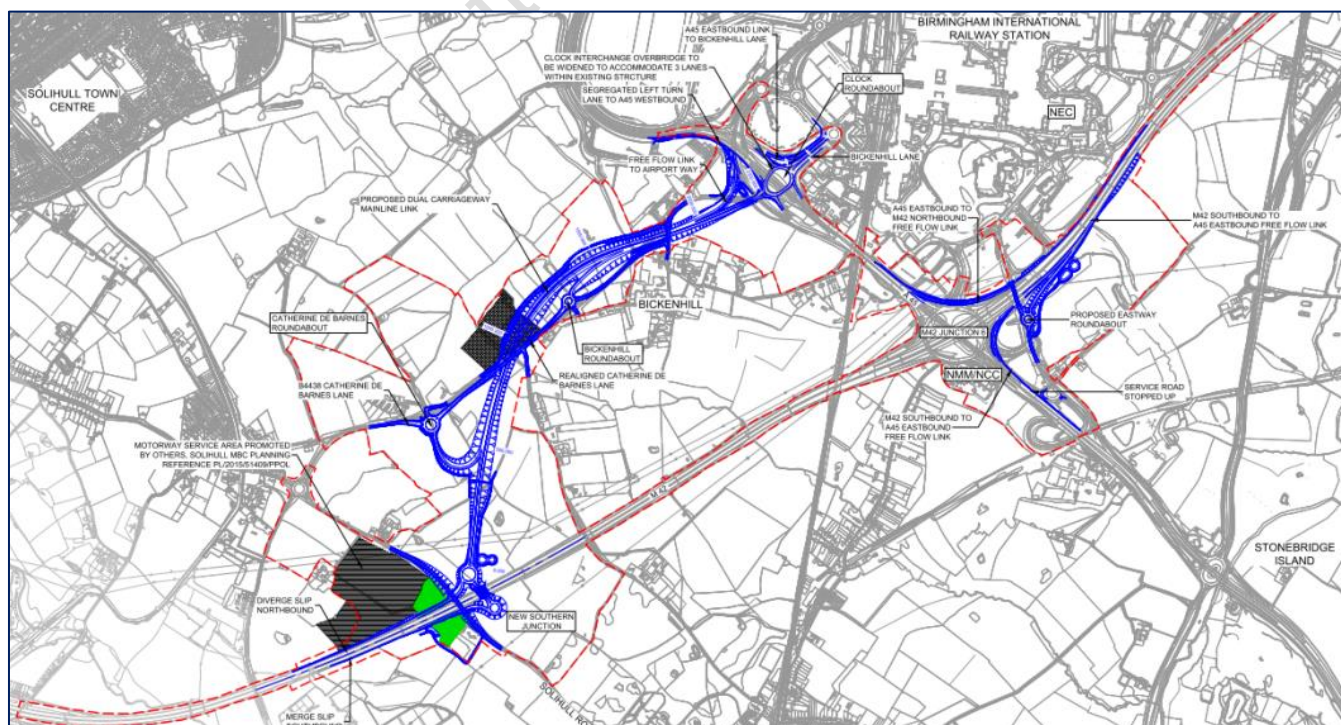 BIRMINGHAM INTERNATIONAL
RAILWAY STATION
A45 EASTBOUND LINK
TO BICKENHILL LANE
CLOCK INTERCHANGE OVERBRIDGE TO
BE WIDENED TO ACCOMMODATE 3 LANES
WITHIN EXISTING STRCTURE
SEGREGATED LEFT TURN
LANE TO A45 WESTBOUND
CLOCK
ROUNDABOUT
SOLIHULL TOWN
CENTRE
NEC
BICKENHILL LANE
FREE FLOW LINK
TO AIRPORT WAY
PROPOSED DUAL CARRIAGEWAY
MAINLINE LINK
A45 EASTBOUND TO
M42 NORTHBOUND
FREE FLOW LINK
M42 SOUTHBOUND TO
A45 EASTBOUND FREE FLOW LINK
BICKENHILL
A 45
CATHERINE DE BARNES
ROUNDABOUT
PROPOSED EASTWAY
ROUNDABOUT
M42 JUNCTION 6
BICKENHILL
ROUNDABOUT
REALIGNED CATHERINE DE
BARNES LANE
NMM/NCC
B4438 CATHERINE DE
BARNES LANE
SERVICE ROAD
STOPPED UP
M42 SOUTHBOUND TO
A45 EASTBOUND
FREE FLOW LINK
MOTORWAY SERVICE AREA PROMOTED
BY OTHERS. SOLIHULL MBC PLANNING
REFERENCE PL/2015/51409/PPOL
M 42
STONEBRIDGE
ISLAND
DIVERGE SLIP
NORTHBOUND
NEW SOUTHERN
JUNCTION
SOLIHULL RO
MERGE SLIP